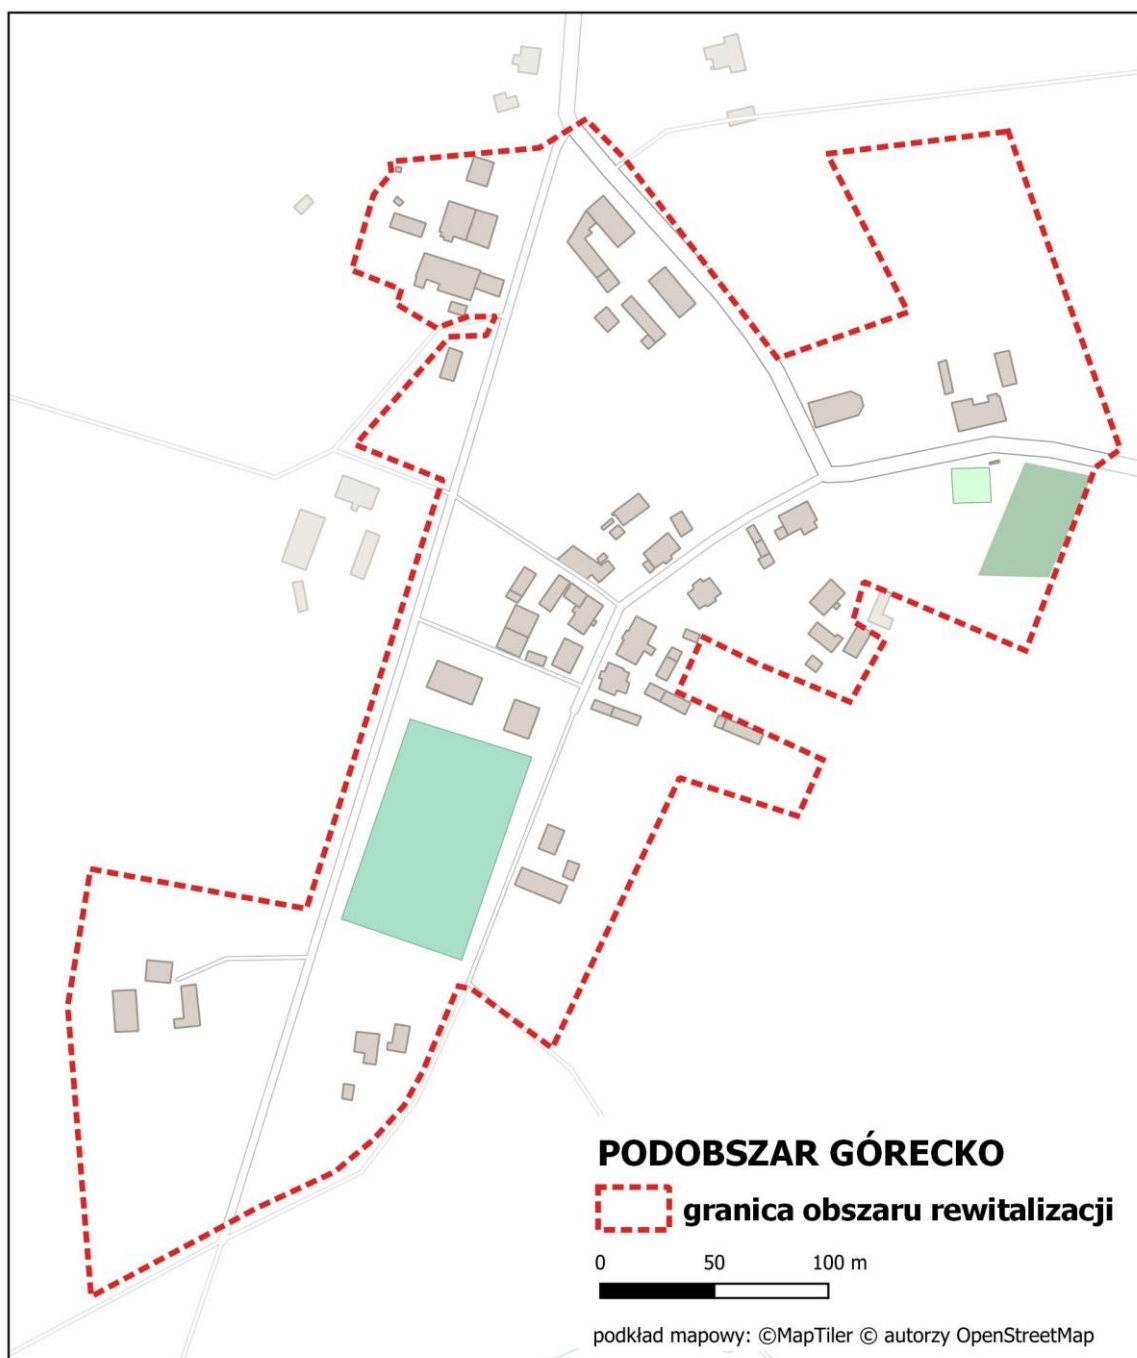 PODOBSZAR GÓRECKO
granica obszaru rewitalizacji
0 50 100 m
podkład mapowy: ©MapTiler © autorzy OpenStreetMap